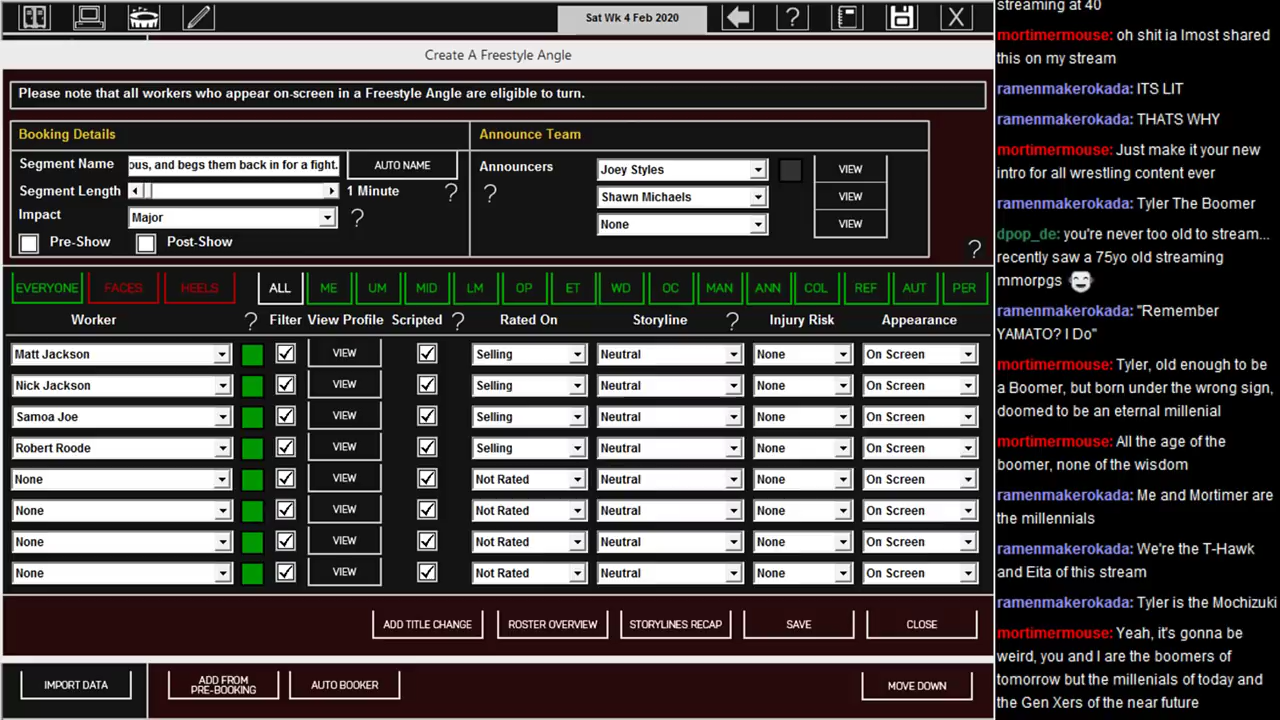 Sat Wk 4 Feb 2020
?
X
Create A Freestyle Angle
Please note that all workers who appear on-screen in a Freestyle Angle are eligible to turn.
Booking Details
Segment Name ous, and begs them back in for a fight. AUTO NAME
Segment Length 1 Minute ?
Impact Major ?
Pre-Show Post-Show
Announce Team
Announcers Joey Styles VIEW
? Shawn Michaels VIEW
None VIEW
?
EVERYONE FACES HEELS ALL ME UM MID LM OP ET WD OC MAN ANN COL REF AUT PER
Worker ? Filter View Profile Scripted ? Rated On Storyline ? Injury Risk Appearance
Matt Jackson VIEW Selling Neutral None On Screen
Nick Jackson VIEW Selling Neutral None On Screen
Samoa Joe VIEW Selling Neutral None On Screen
Robert Roode VIEW Selling Neutral None On Screen
None VIEW Not Rated Neutral None On Screen
None VIEW Not Rated Neutral None On Screen
None VIEW Not Rated Neutral None On Screen
None VIEW Not Rated Neutral None On Screen
ADD TITLE CHANGE ROSTER OVERVIEW STORYLINES RECAP SAVE CLOSE
IMPORT DATA ADD FROM PRE-BOOKING AUTO BOOKER MOVE DOWN
streaming at 40
mortimermouse: oh shit ia lmost shared
this on my stream
ramenmakerokada: ITS LIT
ramenmakerokada: THATS WHY
mortimermouse: Just make it your new
intro for all wrestling content ever
ramenmakerokada: Tyler The Boomer
dpop_de: you're never too old to stream...
recently saw a 75yo old streaming
mmorpgs
ramenmakerokada: "Remember
YAMATO? I Do"
mortimermouse: Tyler, old enough to be
a Boomer, but born under the wrong sign,
doomed to be an eternal millenial
mortimermouse: All the age of the
boomer, none of the wisdom
ramenmakerokada: Me and Mortimer are
the millennials
ramenmakerokada: We're the T-Hawk
and Eita of this stream
ramenmakerokada: Tyler is the Mochizuki
mortimermouse: Yeah, it's gonna be
weird, you and I are the boomers of
tomorrow but the millenials of today and
the Gen Xers of the near future